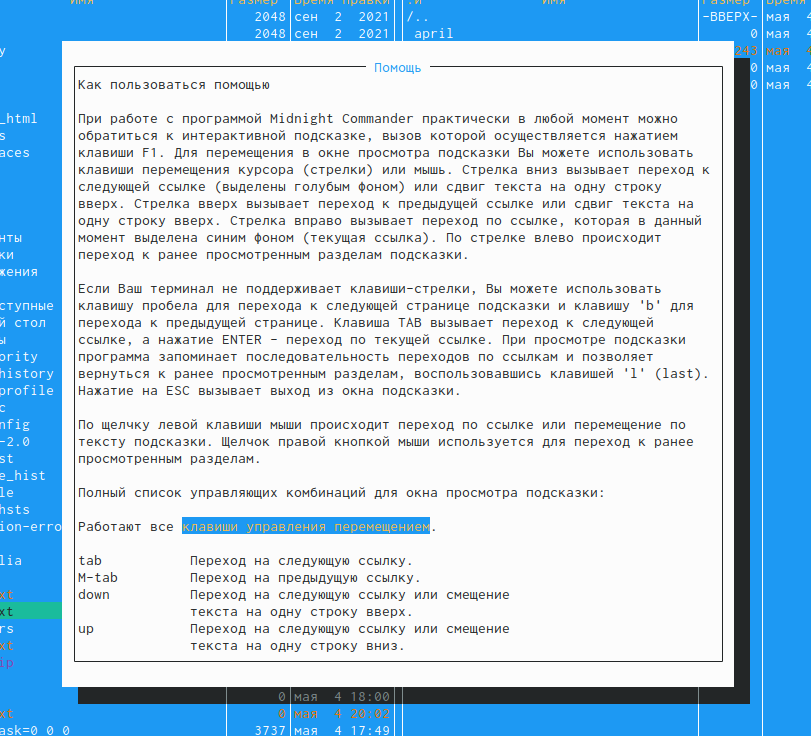 Имя
Размер Время правки
.и Имя
Размер Время
2048 сен 2 2021 /.. -ВВЕРХ- мая 4
2048 сен 2 2021 april 0 мая 4
243 мая 4
0 мая 4
0 мая 4
Помощь
Как пользоваться помощью
При работе с программой Midnight Commander практически в любой момент можно
обратиться к интерактивной подсказке, вызов которой осуществляется нажатием
клавиши F1. Для перемещения в окне просмотра подсказки Вы можете использовать
клавиши перемещения курсора (стрелки) или мышь. Стрелка вниз вызывает переход к
следующей ссылке (выделены голубым фоном) или сдвиг текста на одну строку
вверх. Стрелка вверх вызывает переход к предыдущей ссылке или сдвиг текста на
одну строку вверх. Стрелка вправо вызывает переход по ссылке, которая в данный
момент выделена синим фоном (текущая ссылка). По стрелке влево происходит
переход к ранее просмотренным разделам подсказки.
Если Ваш терминал не поддерживает клавиши-стрелки, Вы можете использовать
клавишу пробела для перехода к следующей странице подсказки и клавишу 'b' для
перехода к предыдущей странице. Клавиша TAB вызывает переход к следующей
ссылке, а нажатие ENTER - переход по текущей ссылке. При просмотре подсказки
программа запоминает последовательность переходов по ссылкам и позволяет
вернуться к ранее просмотренным разделам, воспользовавшись клавишей 'l' (last).
Нажатие на ESC вызывает выход из окна подсказки.
По щелчку левой клавиши мыши происходит переход по ссылке или перемещение по
тексту подсказки. Щелчок правой кнопкой мыши используется для переход к ранее
просмотренным разделам.
Полный список управляющих комбинаций для окна просмотра подсказки:
Работают все клавиши управления перемещением.
tab Переход на следующую ссылку.
M-tab Переход на предыдущую ссылку.
down Переход на следующую ссылку или смещение
текста на одну строку вверх.
up Переход на следующую ссылку или смещение
текста на одну строку вниз.
y
_html
s
aces
нты
ки
жения
ступные
й стол
ы
ority
history
profile
c
nfig
-2.0
st
e_hist
le
hsts
ion-erro
lia
xt
xt
rs
xt
ip
0 мая 4 18:00
xt 0 мая 4 20:02
ask=0 0 0 3737 мая 4 17:49